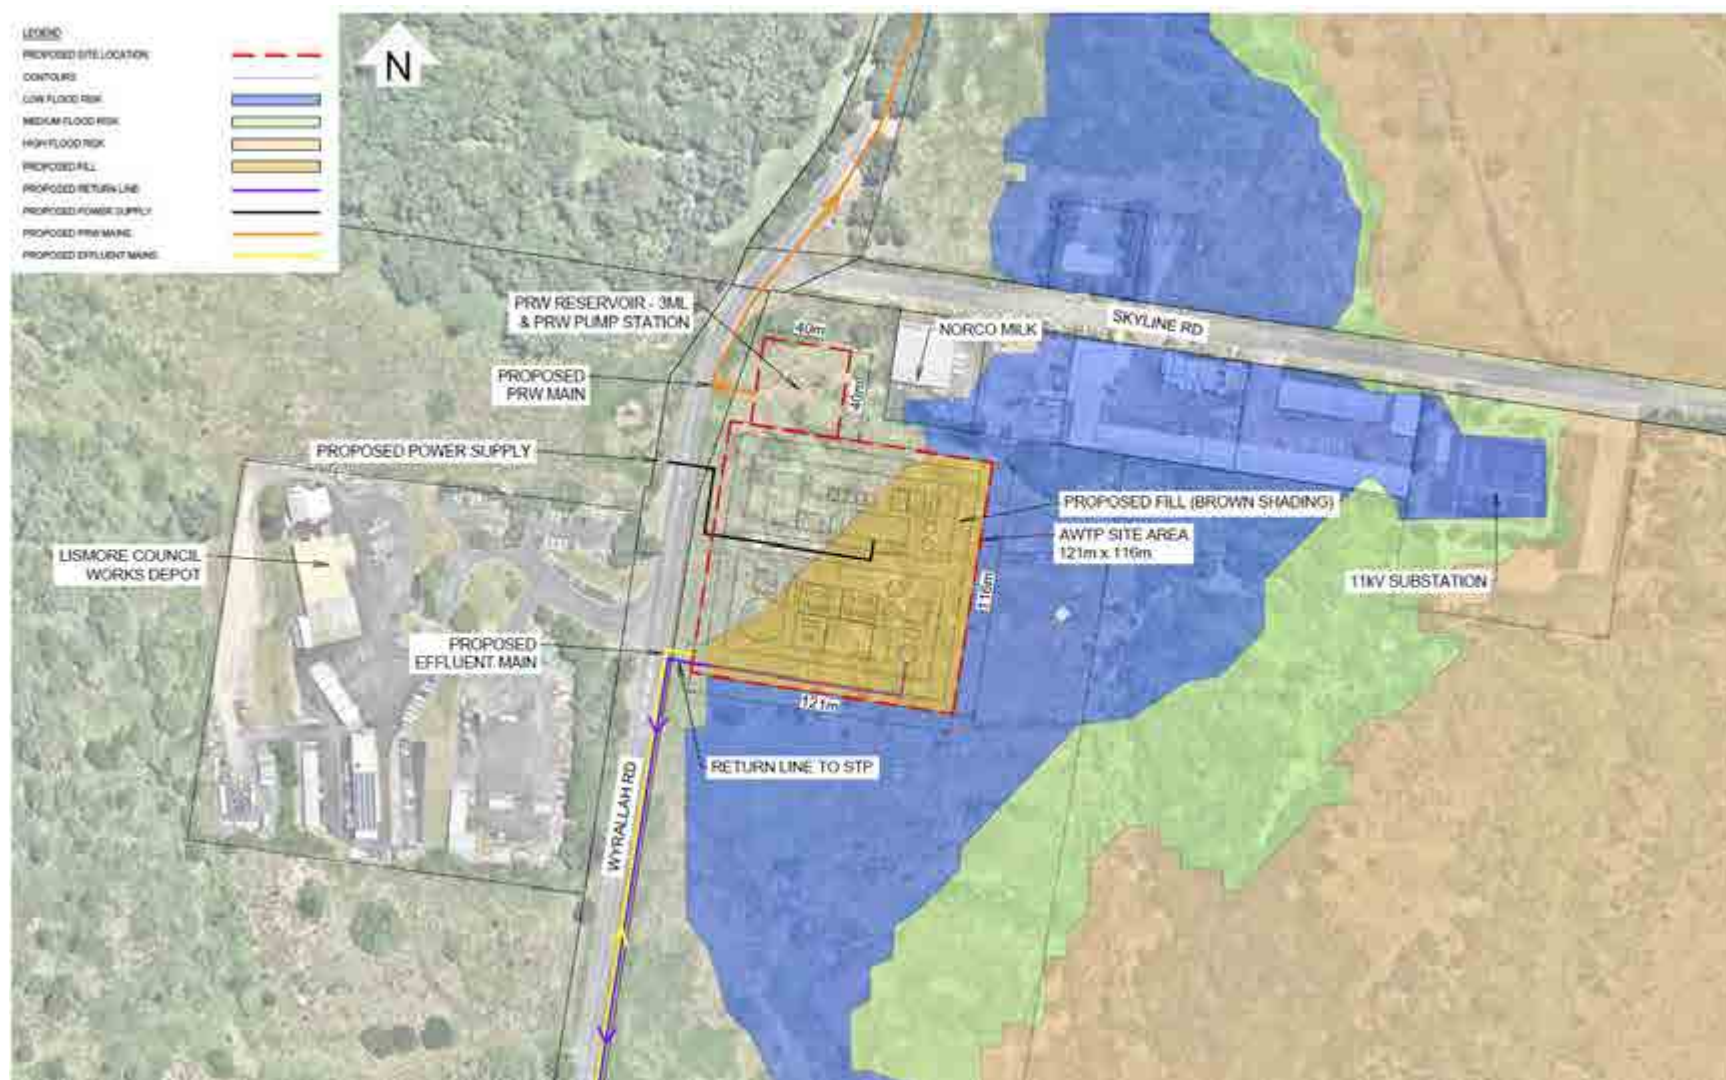 LEGEND
PROPOSED SITE LOCATION
CONTOURS
LOW FLOOD RISK
MEDIUM FLOOD RISK
HIGH FLOOD RISK
PROPOSED FILL
PROPOSED RETURN LINE
PROPOSED POWER SUPPLY
PROPOSED PRW MAINS
PROPOSED EFFLUENT MAINS
N
PRW RESERVOIR - 3ML
& PRW PUMP STATION
40m
40m
NORCO MILK
SKYLINE RD
PROPOSED
PRW MAIN
PROPOSED POWER SUPPLY
PROPOSED FILL (BROWN SHADING)
AWTP SITE AREA
121m x 116m
LISMORE COUNCIL
WORKS DEPOT
11kV SUBSTATION
116m
PROPOSED
EFFLUENT MAIN
121m
RETURN LINE TO STP
WYRALLAH RD